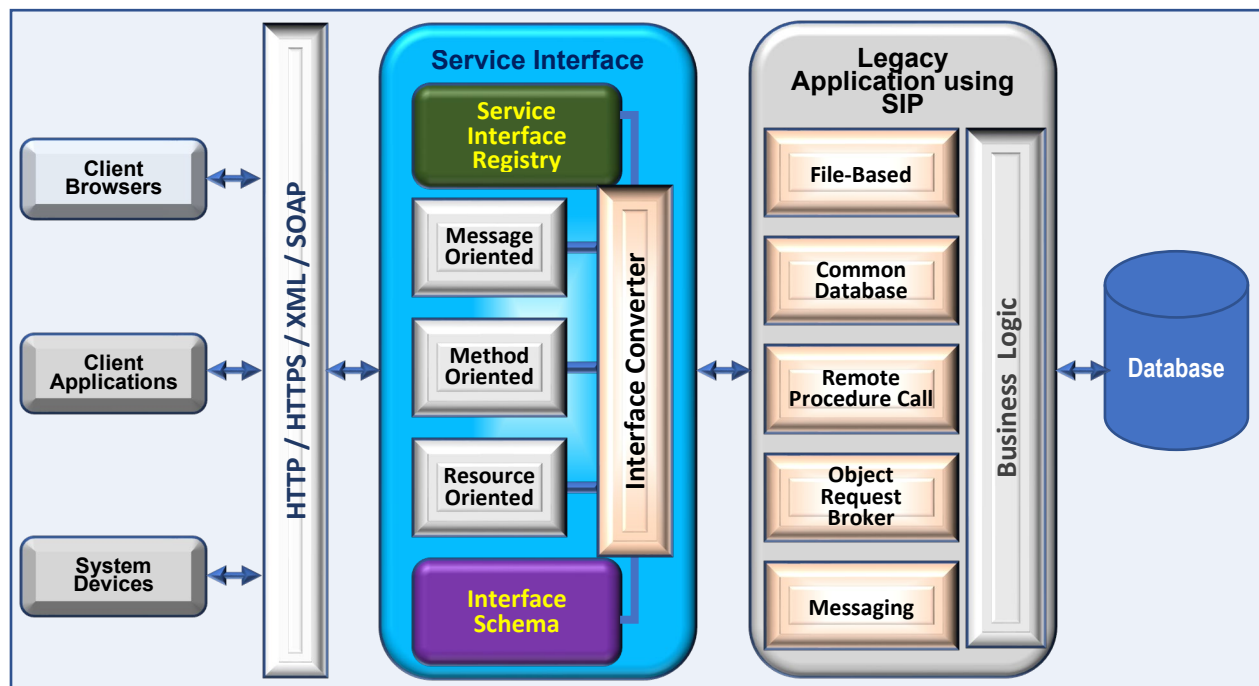 Client
Browsers
Client
Applications
System
Devices
HTTP / HTTPS / XML / SOAP
Service Interface
Service
Interface
Registry
Message
Oriented
Method
Oriented
Resource
Oriented
Interface Converter
Interface
Schema
Legacy
Application using
SIP
File-Based
Common
Database
Remote
Procedure Call
Object
Request
Broker
Messaging
Business Logic
Database